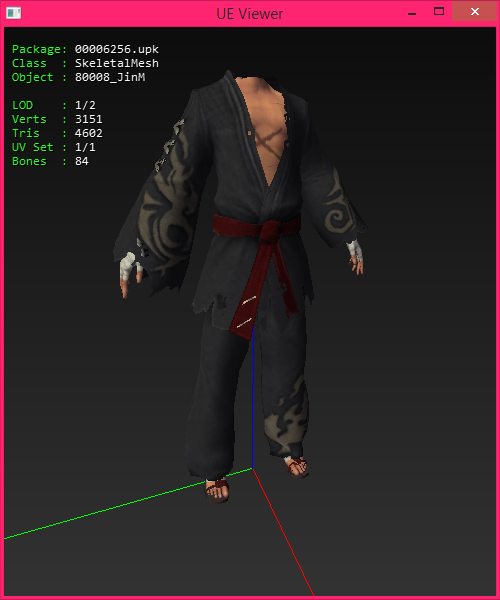 UE Viewer
Package: 00006256.upk
Class : SkeletalMesh
Object : 80008_JinM
LOD : 1/2
Verts : 3151
Tris : 4602
UV Set : 1/1
Bones : 84